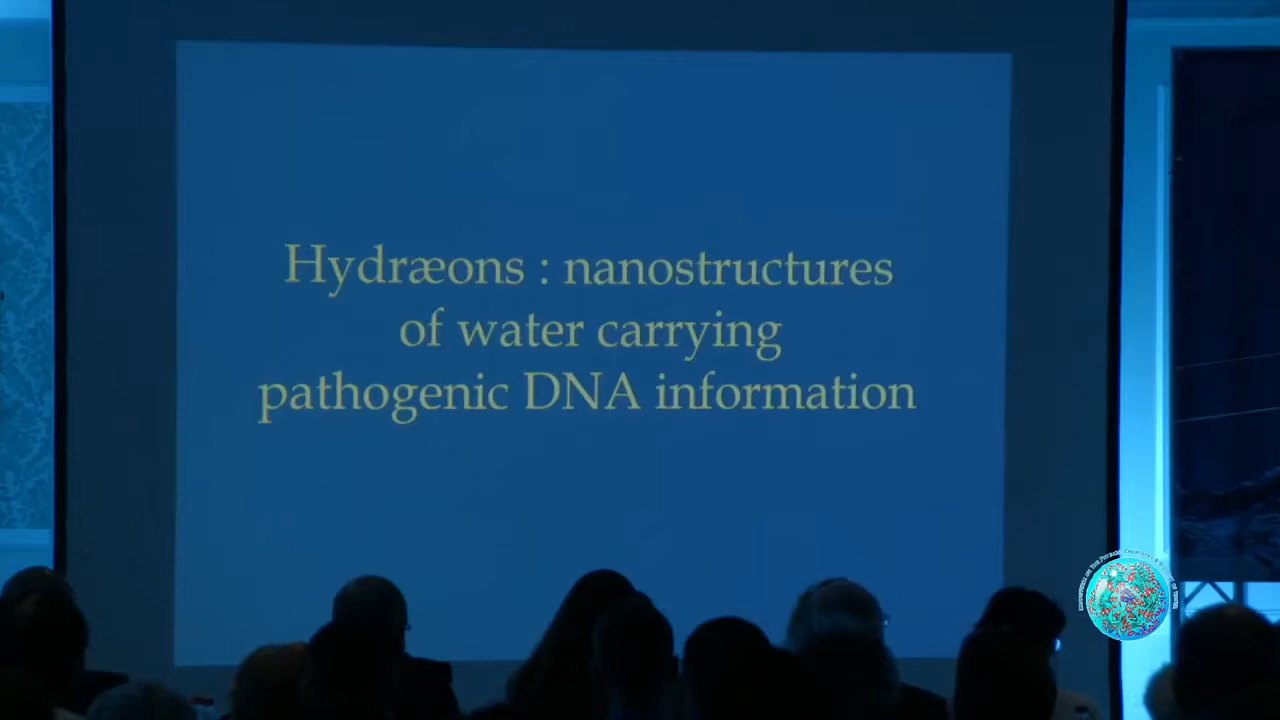 Hydræons : nanostructures
of water carrying
pathogenic DNA information